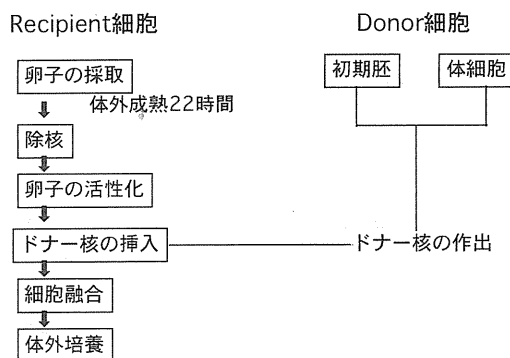 Recipient細胞
Donor細胞
卵子の採取
初期胚
体細胞
体外成熟22時間
除核
卵子の活性化
ドナー核の挿入
ドナー核の作出
細胞融合
体外培養